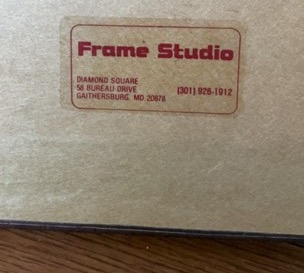 Frame Studio
DIAMOND SQUARE
58 BUREAU DRIVE
GAITHERSBURG, MD 20878
(301) 926-1912